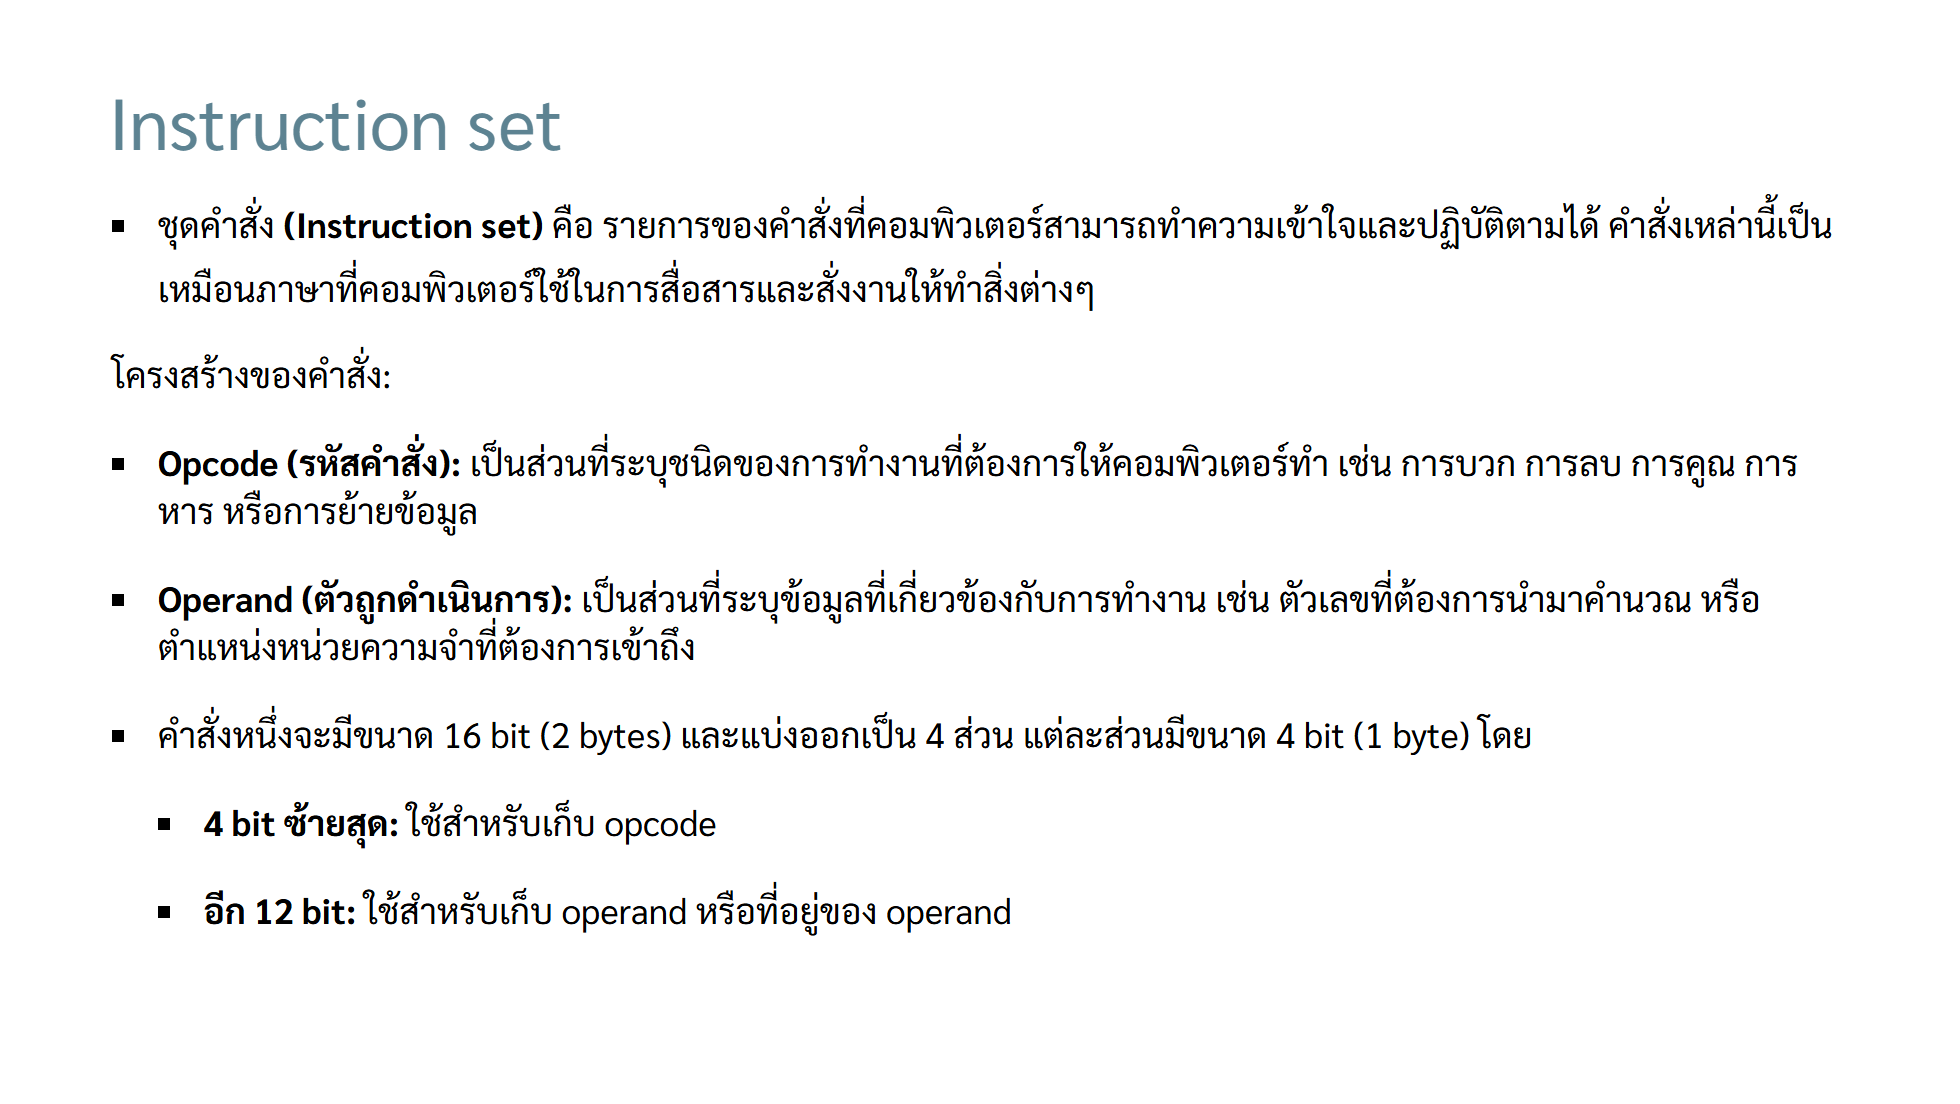 Instruction set
▪ ชุดคำสั่ง (Instruction set) คือ รายการของคำสั่งที่คอมพิวเตอร์สามารถทำความเข้าใจและปฏิบัติตามได้ คำสั่งเหล่านี้เป็น
เหมือนภาษาที่คอมพิวเตอร์ใช้ในการสื่อสารและสั่งงานให้ทำสิ่งต่างๆ
โครงสร้างของคำสั่ง:
▪ Opcode (รหัสคำสั่ง): เป็นส่วนที่ระบุชนิดของการทำงานที่ต้องการให้คอมพิวเตอร์ทำ เช่น การบวก การลบ การคูณ การ
หาร หรือการย้ายข้อมูล
▪ Operand (ตัวถูกดำเนินการ): เป็นส่วนที่ระบุข้อมูลที่เกี่ยวข้องกับการทำงาน เช่น ตัวเลขที่ต้องการนำมาคำนวณ หรือ
ตำแหน่งหน่วยความจำที่ต้องการเข้าถึง
▪ คำสั่งหนึ่งจะมีขนาด 16 bit (2 bytes) และแบ่งออกเป็น 4 ส่วน แต่ละส่วนมีขนาด 4 bit (1 byte) โดย
▪ 4 bit ซ้ายสุด: ใช้สำหรับเก็บ opcode
▪ อีก 12 bit: ใช้สำหรับเก็บ operand หรือที่อยู่ของ operand